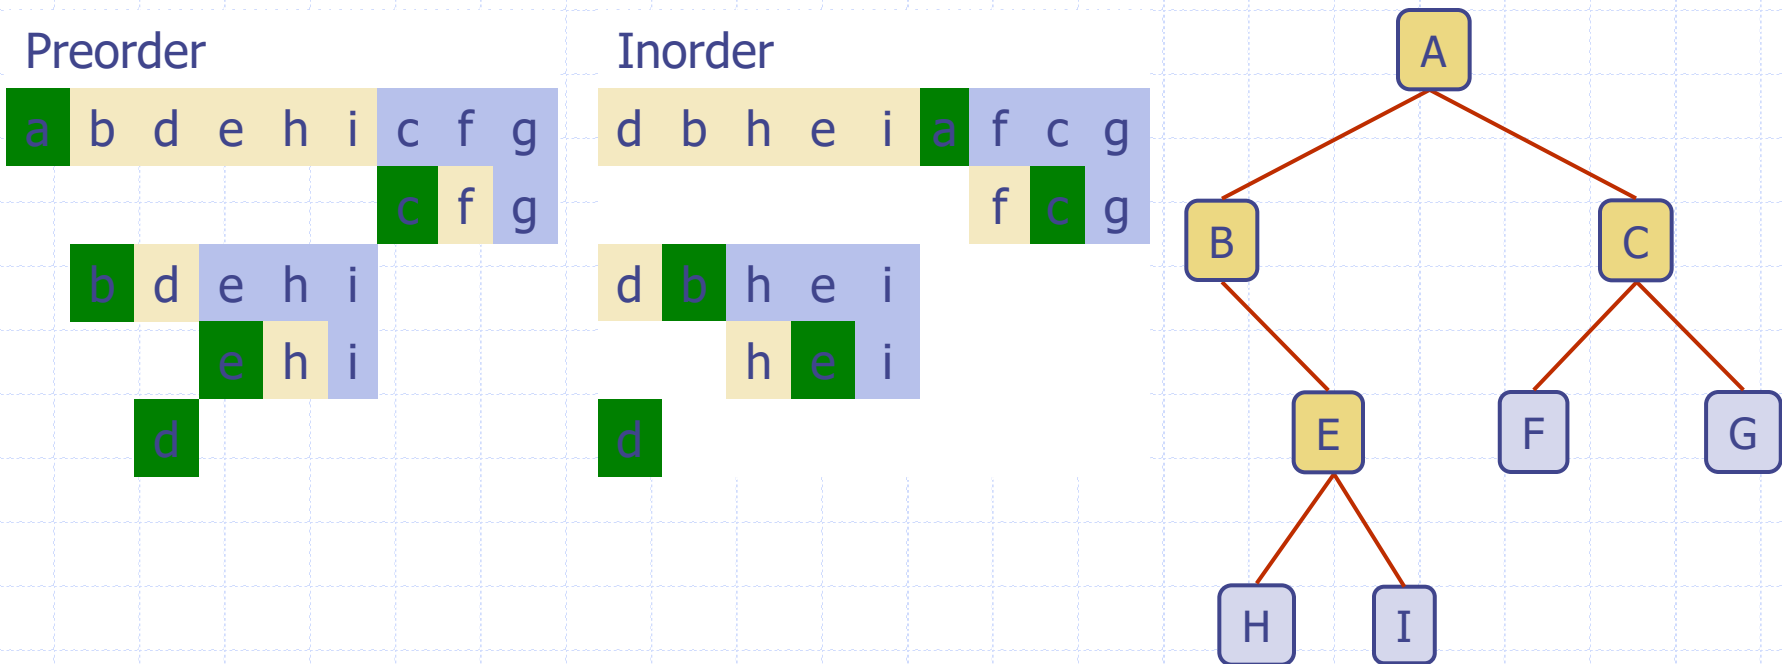 Preorder
a b d e h i c f g
c f g
b d e h i
e h i
d
Inorder
d b h e i a f c g
f c g
d b h e i
h e i
d
A
B C
E F G
H I